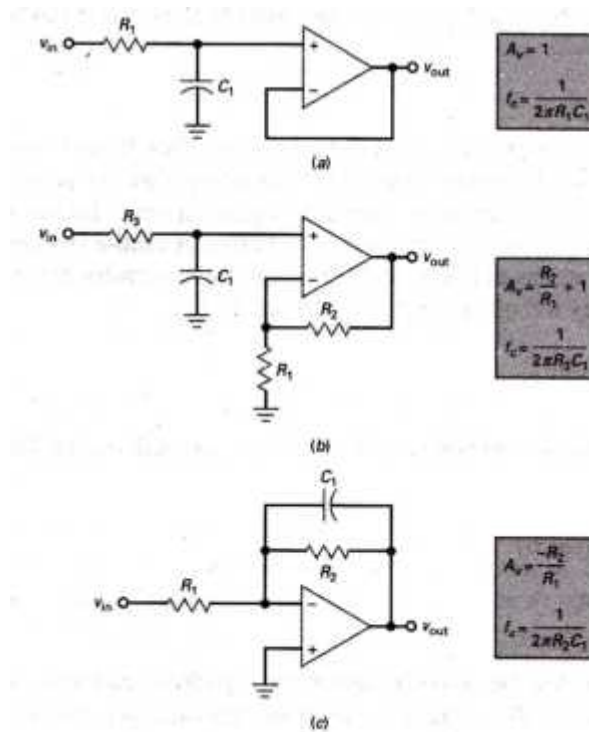 v_in R_1
C_1
+
−
v_out
A_v = 1
f_c = 1 / 2πR_1C_1
(a)
v_in R_3
C_1
+
−
v_out
R_2
R_1
A_v = R_2 / R_1 + 1
f_c = 1 / 2πR_3C_1
(b)
C_1
R_2
v_in R_1
−
+
v_out
A_v = −R_2 / R_1
f_c = 1 / 2πR_2C_1
(c)